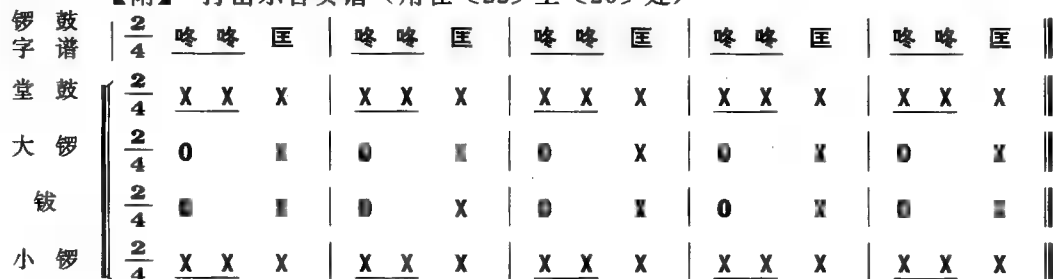 锣鼓字谱 2/4 咚咚 匡 | 咚咚 匡 | 咚咚 匡 | 咚咚 匡 | 咚咚 匡 ‖
堂鼓 2/4 X X X | X X X | X X X | X X X | X X X ‖
大锣 2/4 0 X | 0 X | 0 X | 0 X | 0 X ‖
钹 2/4 0 X | 0 X | 0 X | 0 X | 0 X ‖
小锣 2/4 X X X | X X X | X X X | X X X | X X X ‖